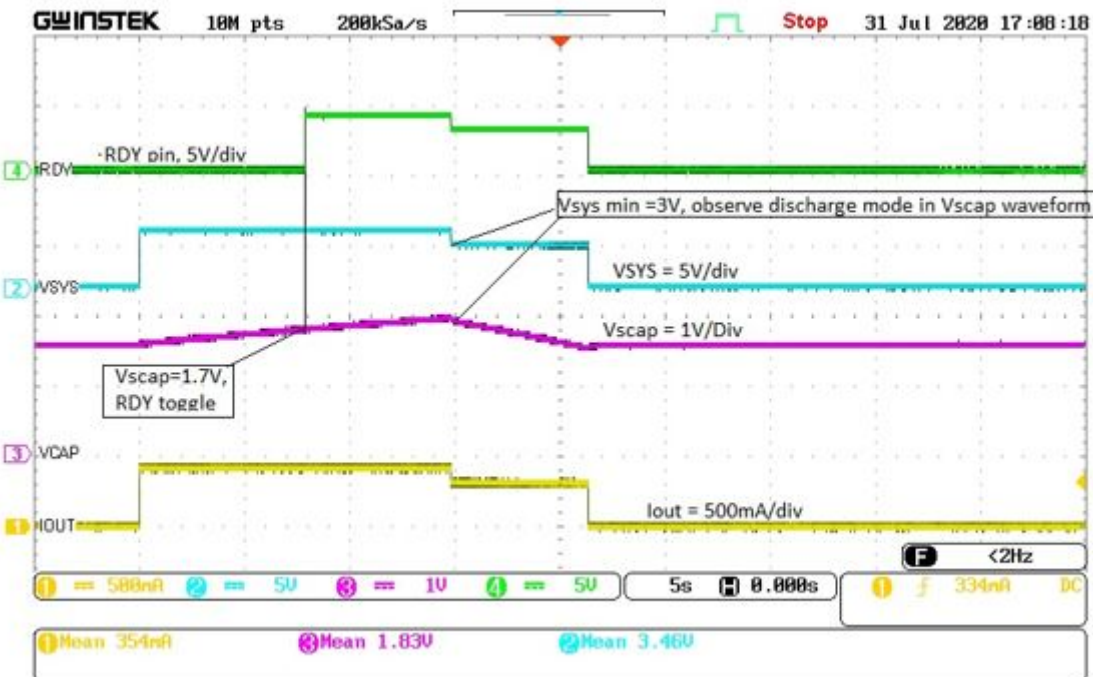 GWINSTEK 10M pts 200kSa/s Stop 31 Jul 2020 17:08:18
RDY pin, 5V/div
4 RDY
Vsys min =3V, observe discharge mode in Vscap waveform
VSYS = 5V/div
2 VSYS
Vscap = 1V/Div
Vscap=1.7V,
RDY toggle
3 VCAP
Iout = 500mA/div
1 IOUT
F <2Hz
1 500mA 2 5V 3 1V 4 5V 5s H 0.000s 1 334mA DC
1 Mean 354mA 3 Mean 1.83V 2 Mean 3.46V